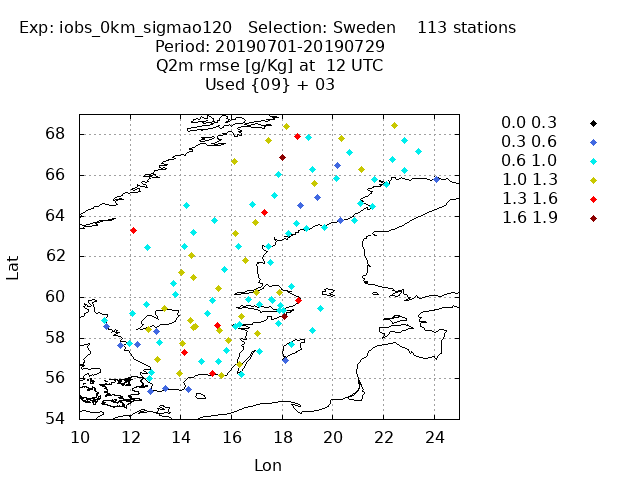 Exp: iobs_0km_sigmao120   Selection: Sweden    113 stations
Period: 20190701-20190729
Q2m rmse [g/Kg] at  12 UTC
Used {09} + 03
0.0 0.3
0.3 0.6
0.6 1.0
1.0 1.3
1.3 1.6
1.6 1.9
68
66
64
62
60
58
56
54
Lat
10 12 14 16 18 20 22 24
Lon